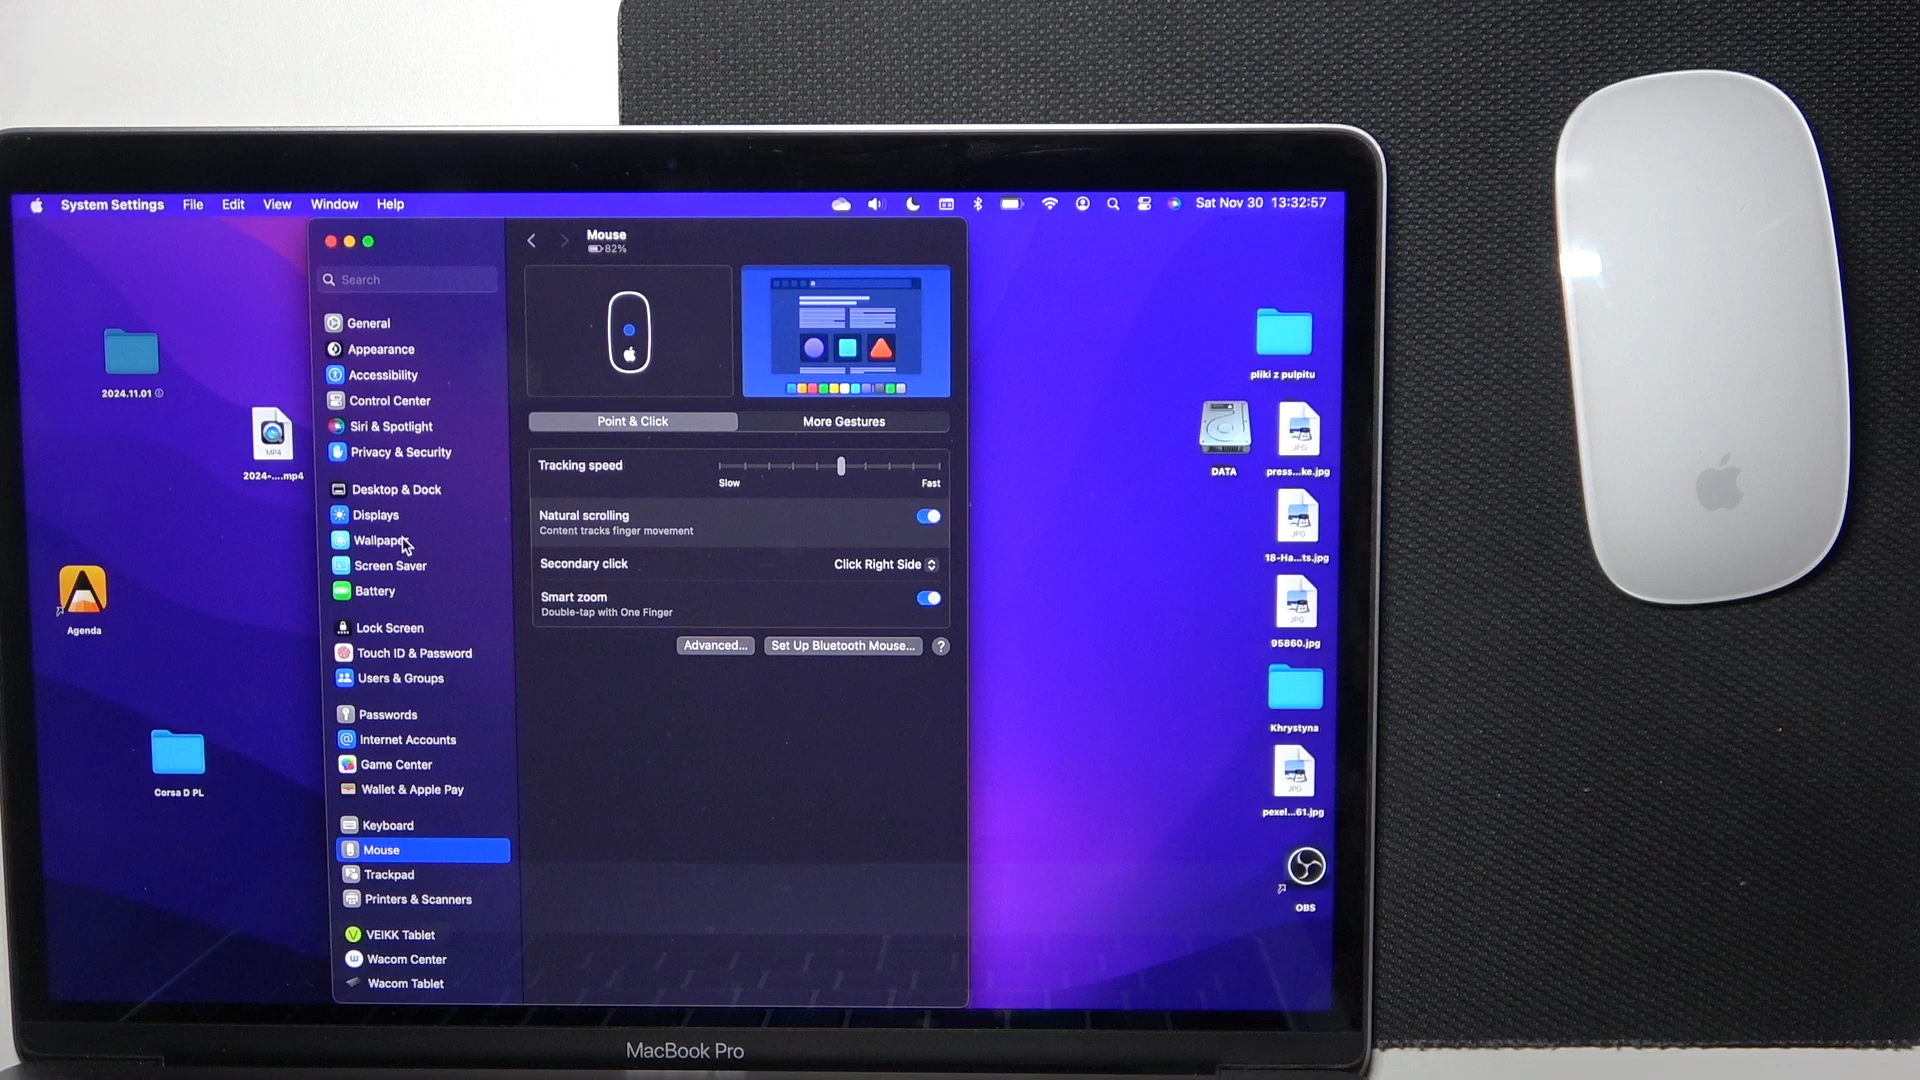 System Settings File Edit View Window Help Sat Nov 30 13:32:57
Mouse
82%
Search
General
Appearance
Accessibility
Control Center
Siri & Spotlight
Privacy & Security
Desktop & Dock
Displays
Wallpaper
Screen Saver
Battery
Lock Screen
Touch ID & Password
Users & Groups
Passwords
Internet Accounts
Game Center
Wallet & Apple Pay
Keyboard
Mouse
Trackpad
Printers & Scanners
VEIKK Tablet
Wacom Center
Wacom Tablet
Point & Click More Gestures
Tracking speed
Slow Fast
Natural scrolling
Content tracks finger movement
Secondary click Click Right Side
Smart zoom
Double-tap with One Finger
Advanced... Set Up Bluetooth Mouse... ?
2024.11.01
MP4
2024-....mp4
Agenda
Corsa D PL
pliki z pulpitu
DATA
JPG
press...ke.jpg
JPG
18-Ha...ts.jpg
JPG
95860.jpg
Khrystyna
JPG
pexel...61.jpg
OBS
MacBook Pro